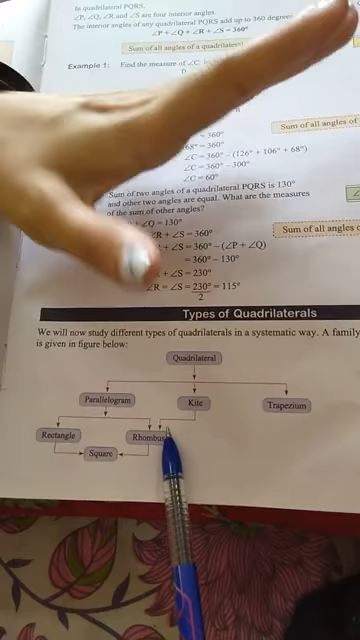 In quadrilateral PQRS,
∠P, ∠Q, ∠R and ∠S are four interior angles.
The interior angles of any quadrilateral PQRS add up to 360 degrees
∠P + ∠Q + ∠R + ∠S = 360°
Sum of all angles of a quadrilateral
Example 1: Find the measure of ∠C
D
= 360°
Sum of all angles of
68° = 360°
∠C = 360° − (126° + 106° + 68°)
∠C = 360° − 300°
∠C = 60°
Sum of two angles of a quadrilateral PQRS is 130°
and other two angles are equal. What are the measures
of the sum of other angles?
+ ∠Q = 130°
∠R + ∠S = 360°
Sum of all angles
+ ∠S = 360° − (∠P + ∠Q)
= 360° − 130°
+ ∠S = 230°
∠R = ∠S = 230°/2 = 115°
Types of Quadrilaterals
We will now study different types of quadrilaterals in a systematic way. A family
is given in figure below:
Quadrilateral
Parallelogram Kite Trapezium
Rectangle Rhombus
Square